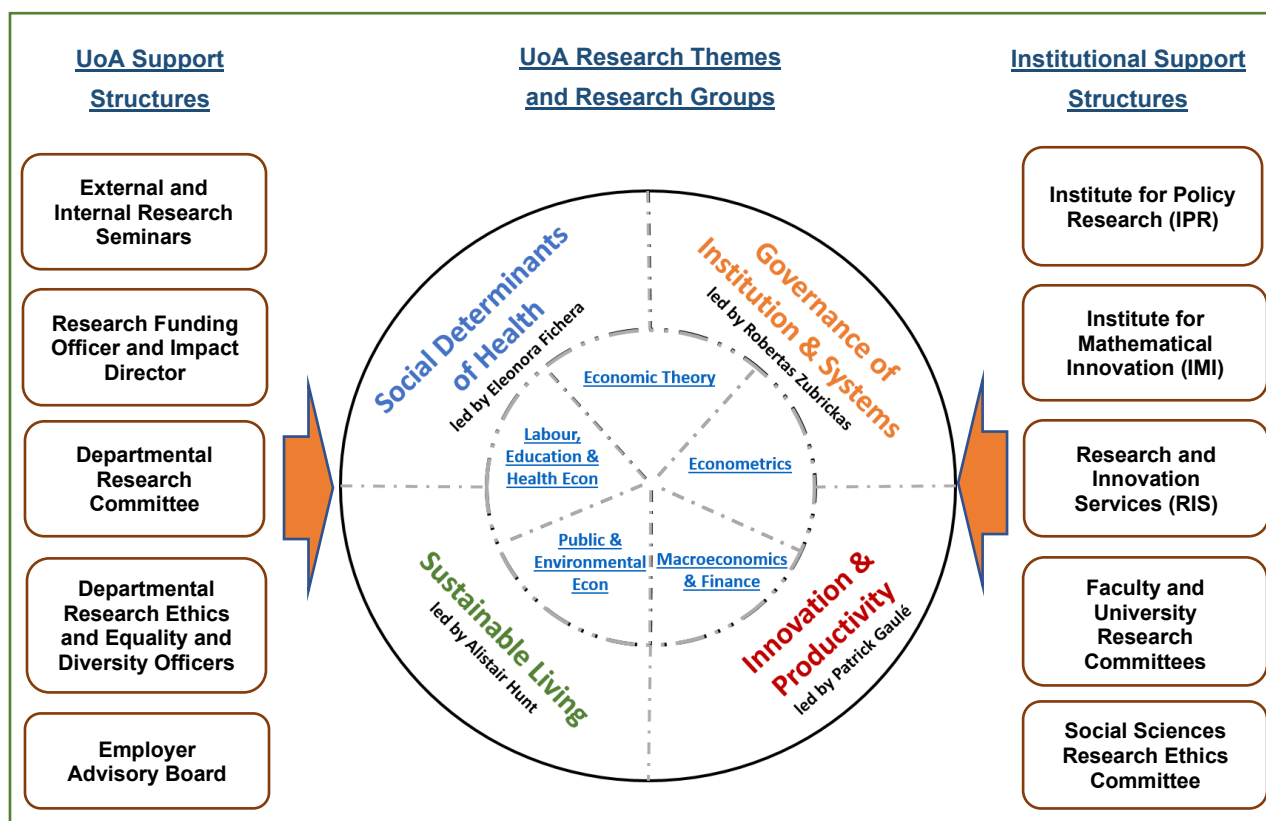 UoA Support
Structures
External and
Internal Research
Seminars
Research Funding
Officer and Impact
Director
Departmental
Research
Committee
Departmental
Research Ethics
and Equality and
Diversity Officers
Employer
Advisory Board
UoA Research Themes
and Research Groups
Social Determinants
of Health
led by Eleonora Fichera
Governance of
Institution & Systems
led by Robertas Zubrickas
Economic Theory
Labour,
Education &
Health Econ
Econometrics
Public &
Environmental
Econ
Macroeconomics
& Finance
Sustainable Living
led by Alistair Hunt
Innovation &
Productivity
led by Patrick Gaulé
Institutional Support
Structures
Institute for Policy
Research (IPR)
Institute for
Mathematical
Innovation (IMI)
Research and
Innovation
Services (RIS)
Faculty and
University
Research
Committees
Social Sciences
Research Ethics
Committee